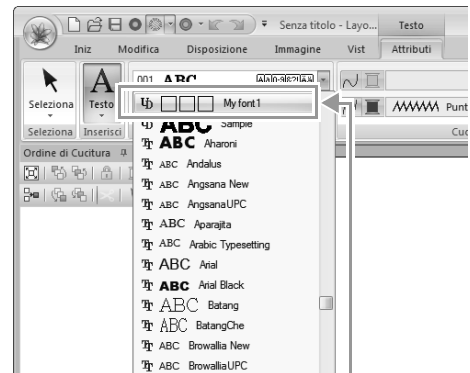 Senza titolo - Layo... Testo
Iniz Modifica Disposizione Immagine Vist Attributi
001 ABC
Seleziona Testo
My font 1
Punt
Seleziona Inserisci
Sample
Cuc
Ordine di Cucitura
ABC Aharoni
ABC Andalus
ABC Angsana New
ABC AngsanaUPC
ABC Aparajita
ABC Arabic Typesetting
ABC Arial
ABC Arial Black
ABC Batang
ABC BatangChe
ABC Browallia New
ABC BrowalliaUPC